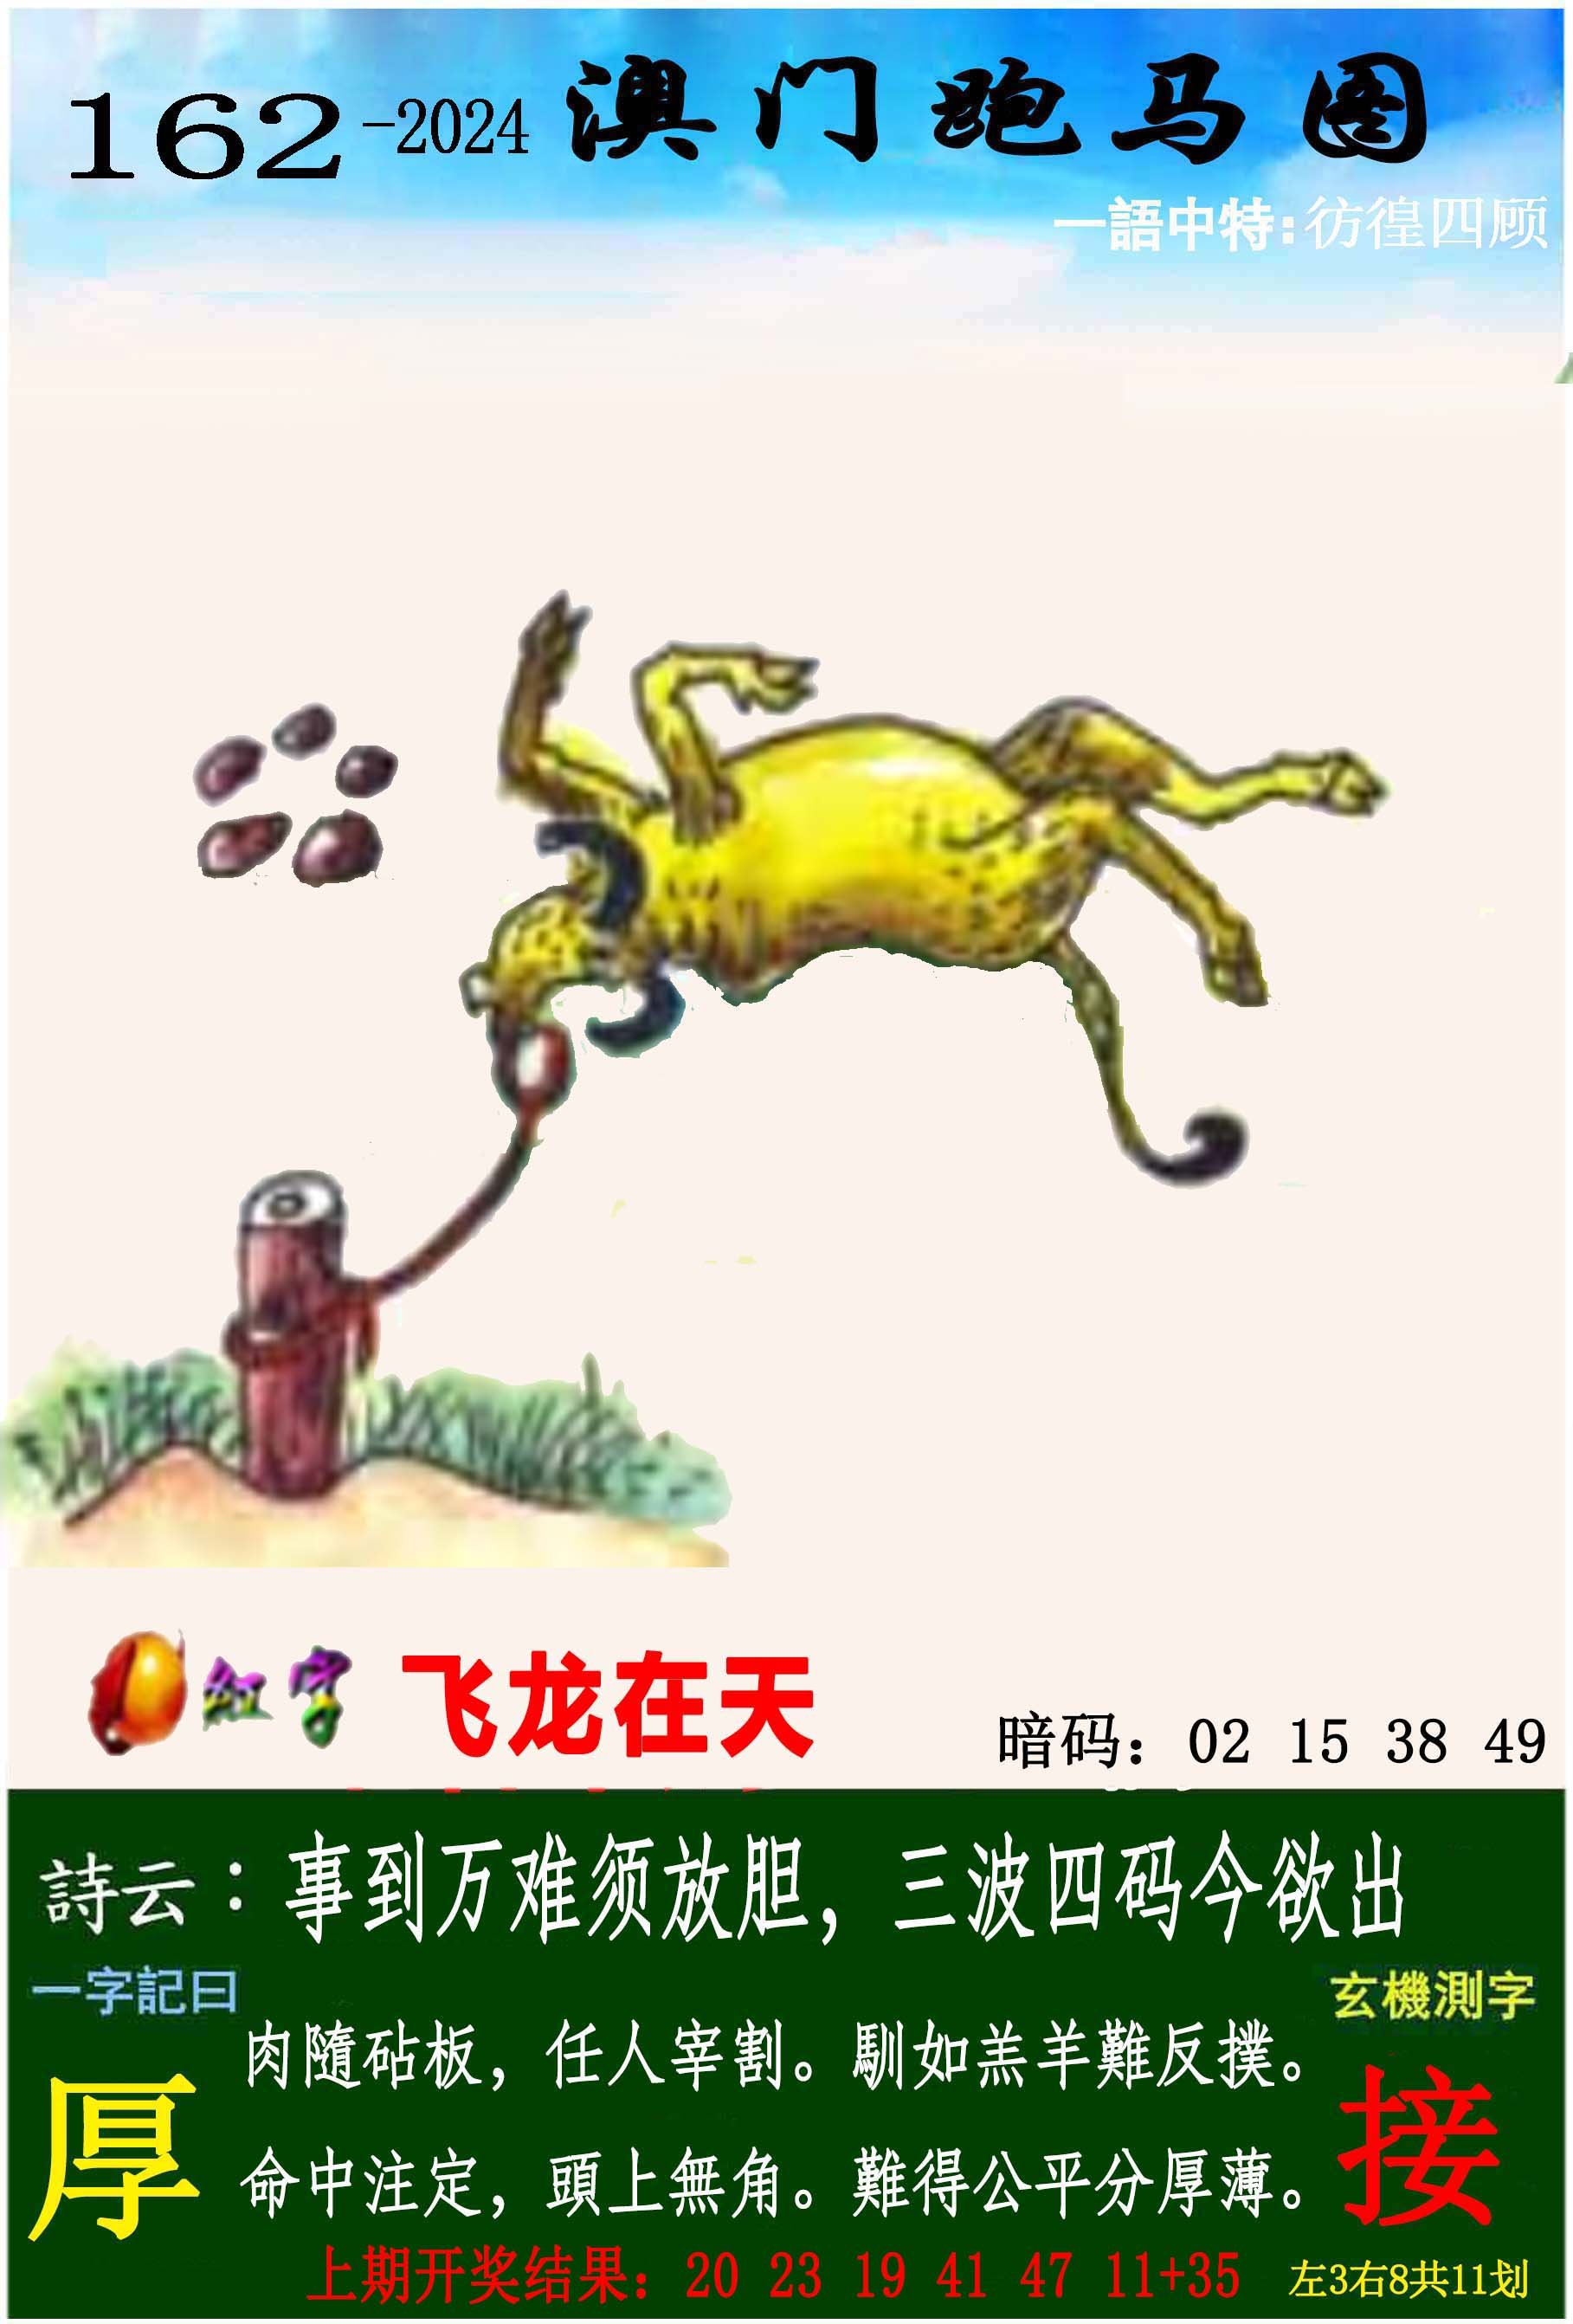 162-2024 澳门跑马图
一語中特:彷徨四顾
红字 飞龙在天
暗码：02 15 38 49
詩云：事到万难须放胆，三波四码今欲出
一字記曰
玄機測字
肉隨砧板，任人宰割。馴如羔羊難反撲。
厚
接
命中注定，頭上無角。難得公平分厚薄。
上期开奖结果：20 23 19 41 47 11+35
左3右8共11划